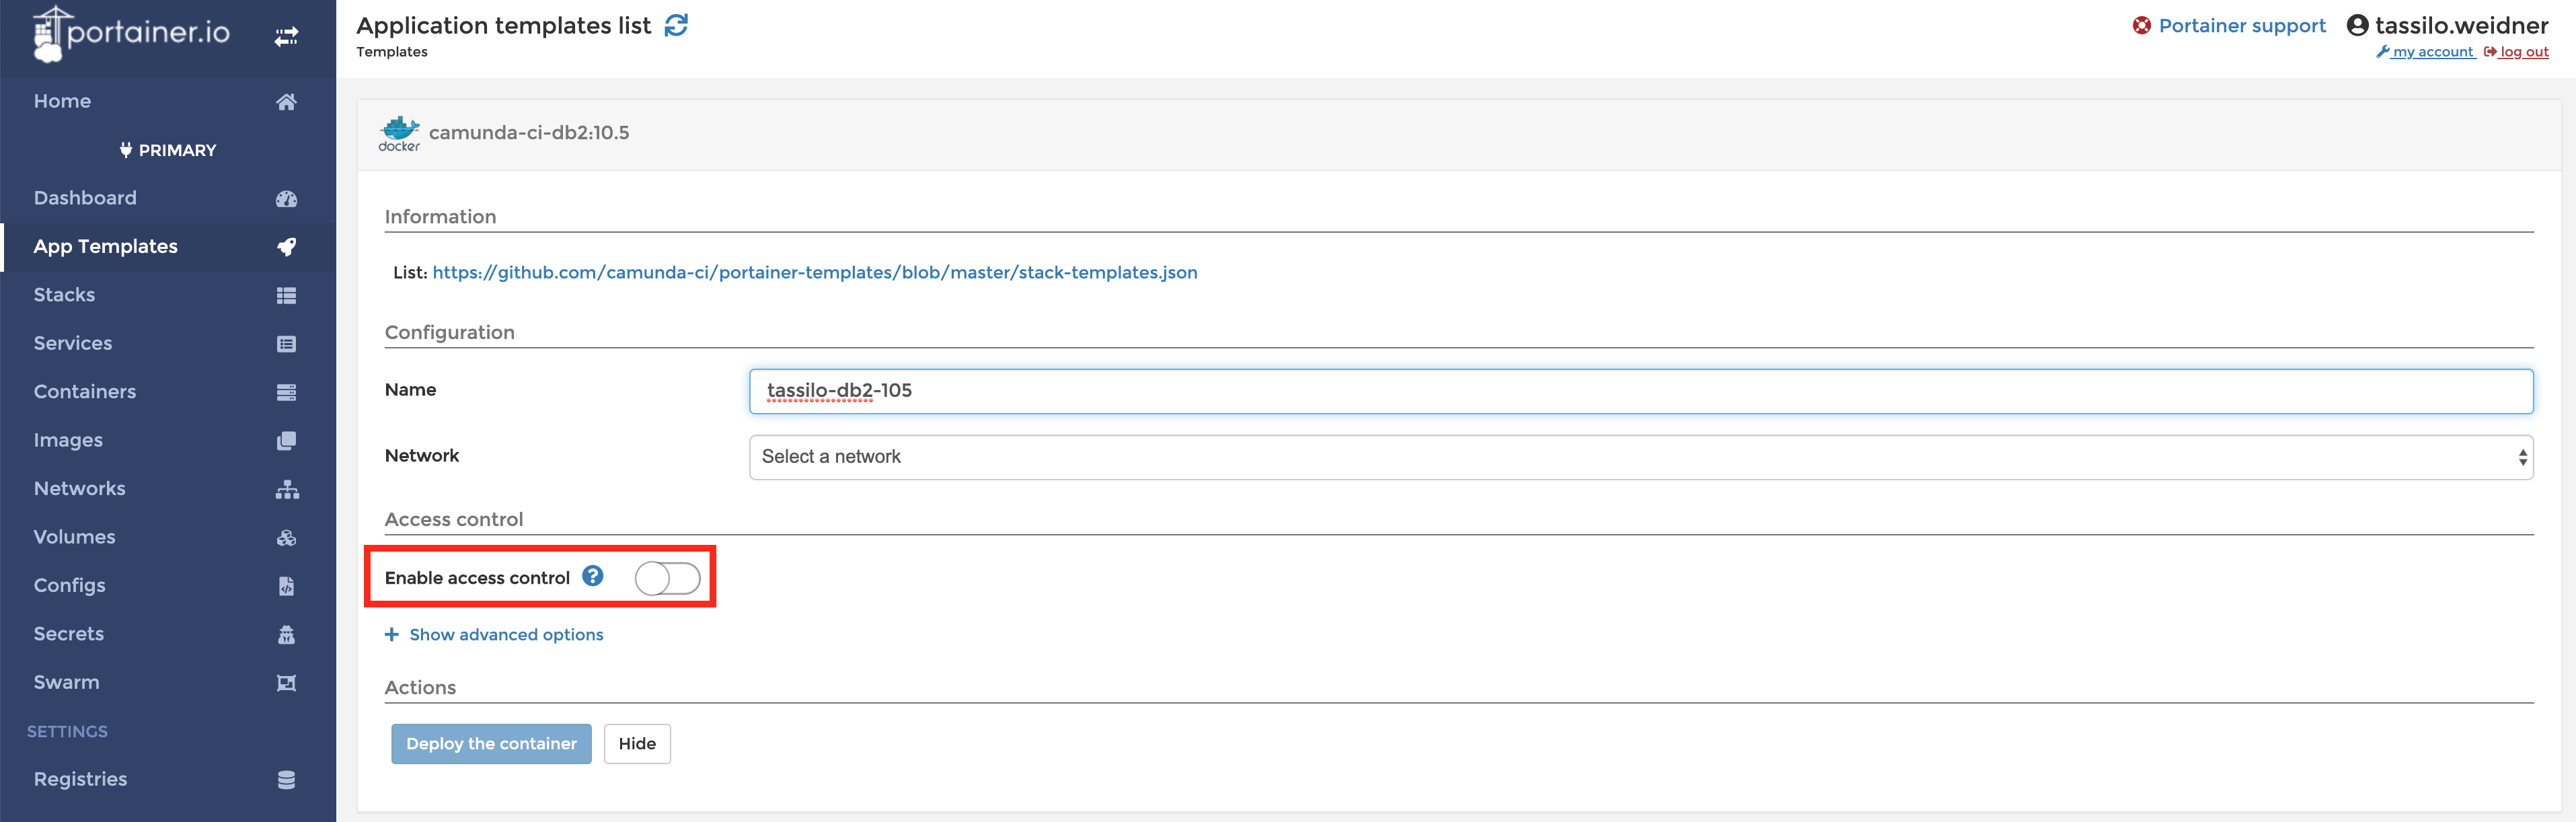 portainer.io
Home
PRIMARY
Dashboard
App Templates
Stacks
Services
Containers
Images
Networks
Volumes
Configs
Secrets
Swarm
SETTINGS
Registries
Application templates list
Templates
Portainer support
tassilo.weidner
my account
log out
docker
camunda-ci-db2:10.5
Information
List: https://github.com/camunda-ci/portainer-templates/blob/master/stack-templates.json
Configuration
Name
tassilo-db2-105
Network
Select a network
Access control
Enable access control ?
+ Show advanced options
Actions
Deploy the container
Hide